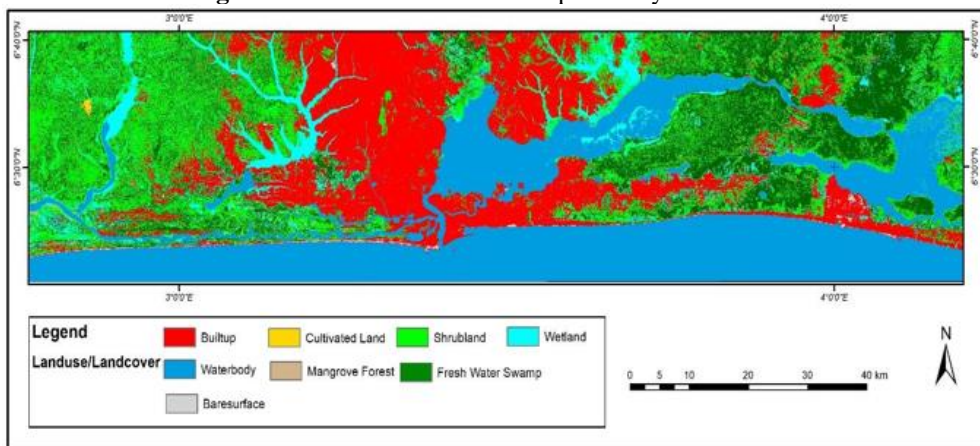 3°0'0"E 4°0'0"E
6°40'0"N 6°40'0"N
6°30'0"N 6°30'0"N
3°0'0"E 4°0'0"E
Legend
Landuse/Landcover
Builtup Cultivated Land Shrubland Wetland
Waterbody Mangrove Forest Fresh Water Swamp
Baresurface
N
0 5 10 20 30 40 km